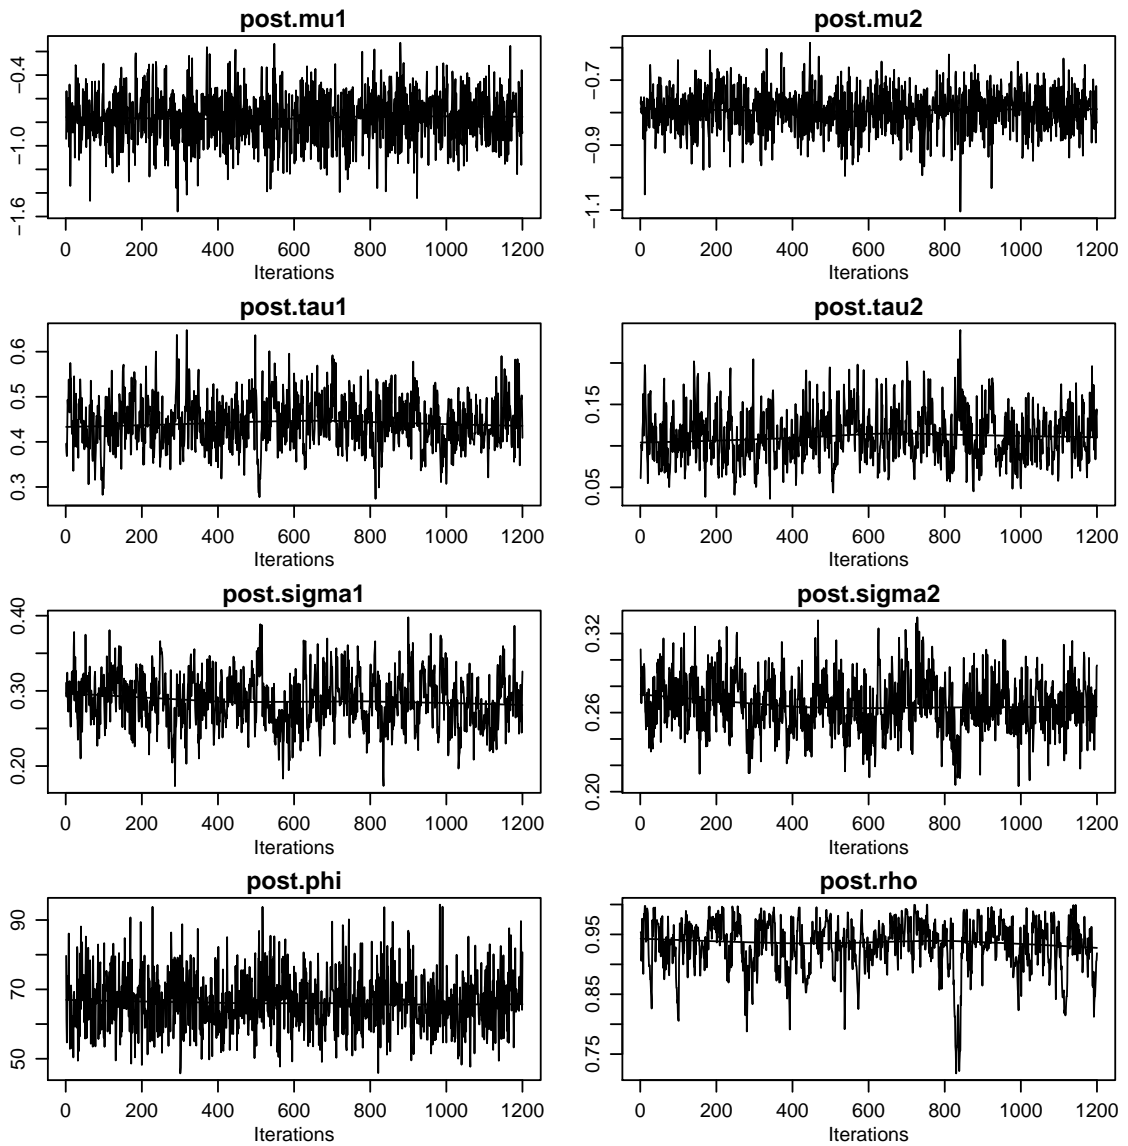 post.mu1
−1.6 −1.0 −0.4
0 200 400 600 800 1000 1200
Iterations
post.mu2
−1.1 −0.9 −0.7
0 200 400 600 800 1000 1200
Iterations
post.tau1
0.3 0.4 0.5 0.6
0 200 400 600 800 1000 1200
Iterations
post.tau2
0.05 0.15
0 200 400 600 800 1000 1200
Iterations
post.sigma1
0.20 0.30 0.40
0 200 400 600 800 1000 1200
Iterations
post.sigma2
0.20 0.26 0.32
0 200 400 600 800 1000 1200
Iterations
post.phi
50 70 90
0 200 400 600 800 1000 1200
Iterations
post.rho
0.75 0.85 0.95
0 200 400 600 800 1000 1200
Iterations